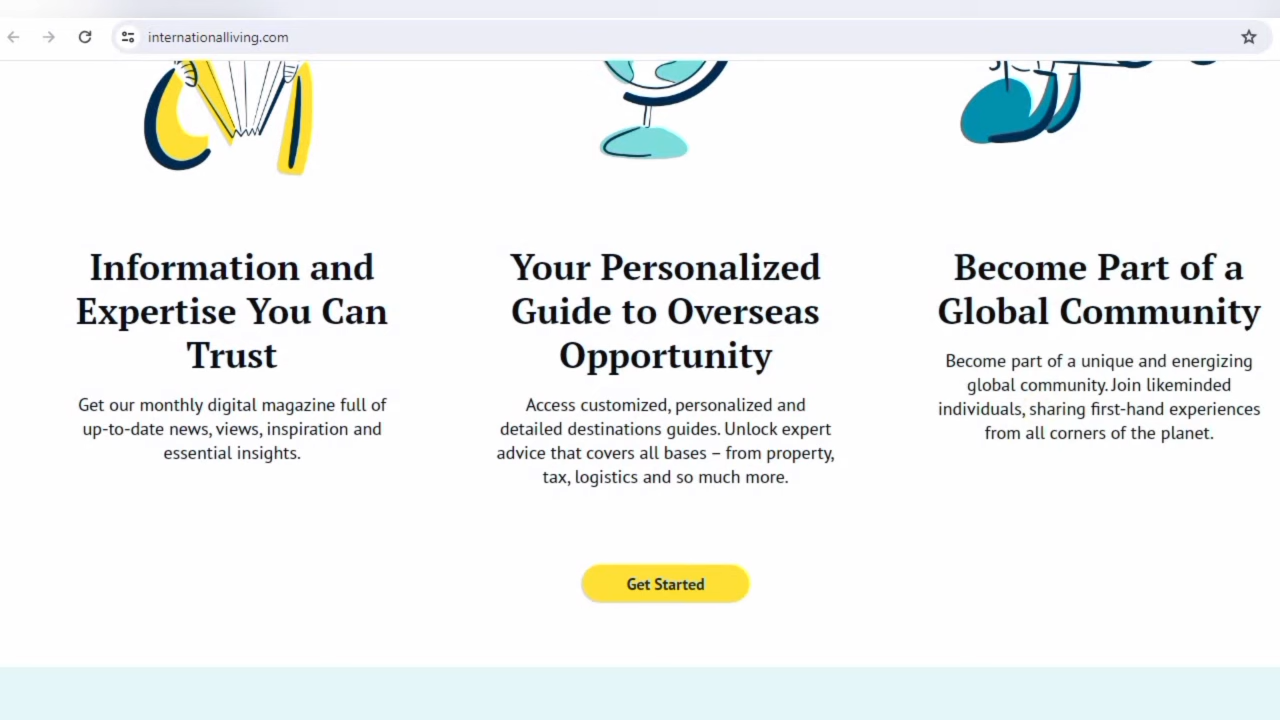 internationalliving.com
Information and
Expertise You Can
Trust
Get our monthly digital magazine full of
up-to-date news, views, inspiration and
essential insights.
Your Personalized
Guide to Overseas
Opportunity
Access customized, personalized and
detailed destinations guides. Unlock expert
advice that covers all bases – from property,
tax, logistics and so much more.
Become Part of a
Global Community
Become part of a unique and energizing
global community. Join likeminded
individuals, sharing first-hand experiences
from all corners of the planet.
Get Started